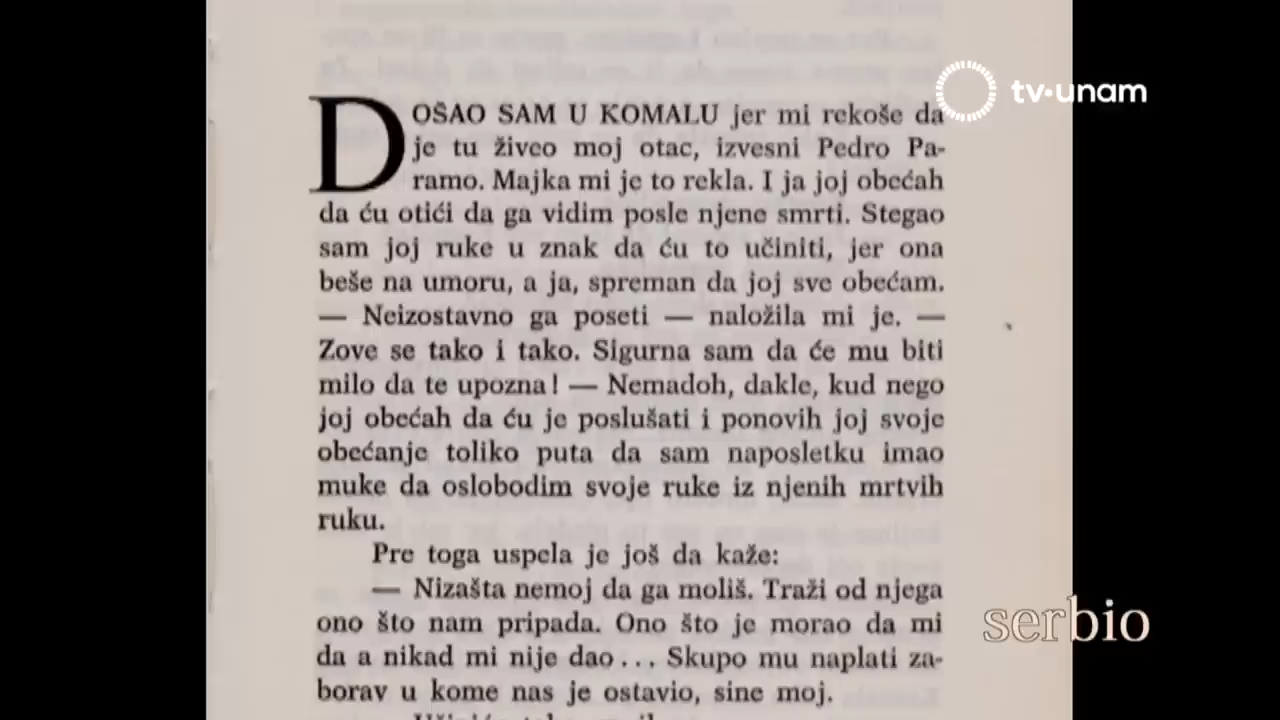 tv·unam
DOŠAO SAM U KOMALU jer mi rekoše da
je tu živeo moj otac, izvesni Pedro Pa-
ramo. Majka mi je to rekla. I ja joj obećah
da ću otići da ga vidim posle njene smrti. Stegao
sam joj ruke u znak da ću to učiniti, jer ona
beše na umoru, a ja, spreman da joj sve obećam.
— Neizostavno ga poseti — naložila mi je. —
Zove se tako i tako. Sigurna sam da će mu biti
milo da te upozna! — Nemadoh, dakle, kud nego
joj obećah da ću je poslušati i ponovih joj svoje
obećanje toliko puta da sam naposletku imao
muke da oslobodim svoje ruke iz njenih mrtvih
ruku.
Pre toga uspela je još da kaže:
— Nizašta nemoj da ga moliš. Traži od njega
ono što nam pripada. Ono što je morao da mi
da a nikad mi nije dao... Skupo mu naplati za-
borav u kome nas je ostavio, sine moj.
serbio